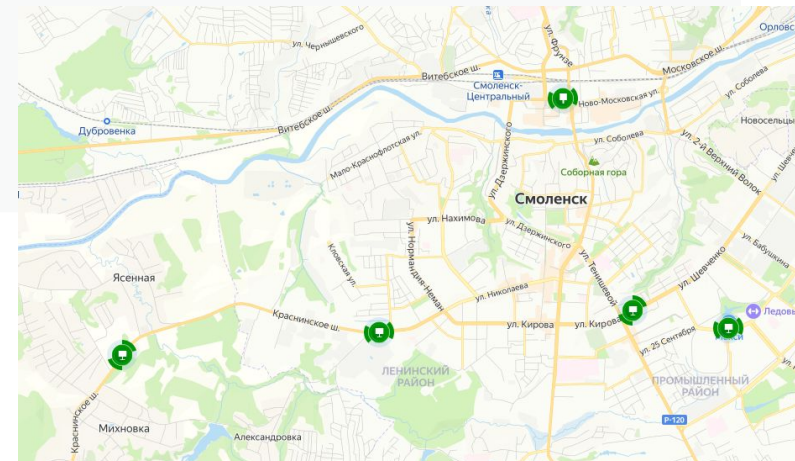 Орловс
ул. Чернышевского
ул. Фрунзе
Московское ш.
Витебское ш.
Смоленск-
Центральный
ул. Соболева
Ново-Московская ул.
Дубровенка
Витебское ш.
Новосельцы
ул. Соболева
Мало-Краснофлотская ул.
ул. Дзержинского
ул. 2-й Верхний Волок
Соборная гора
Смоленск
ул. Нахимова
ул. Дзержинского
ул. Нормандия-Неман
ул. Бабушкина
Кловская ул.
ул. Тенишевой
ул. Шевченко
Ясенная
ул. Николаева
Краснинское ш.
ул. Кирова
ул. Кирова
Ледовы
ул. 25 Сентября
ЛЕНИНСКИЙ
РАЙОН
ПРОМЫШЛЕННЫЙ
РАЙОН
Краснинское ш.
Р-120
Михновка
Александровка